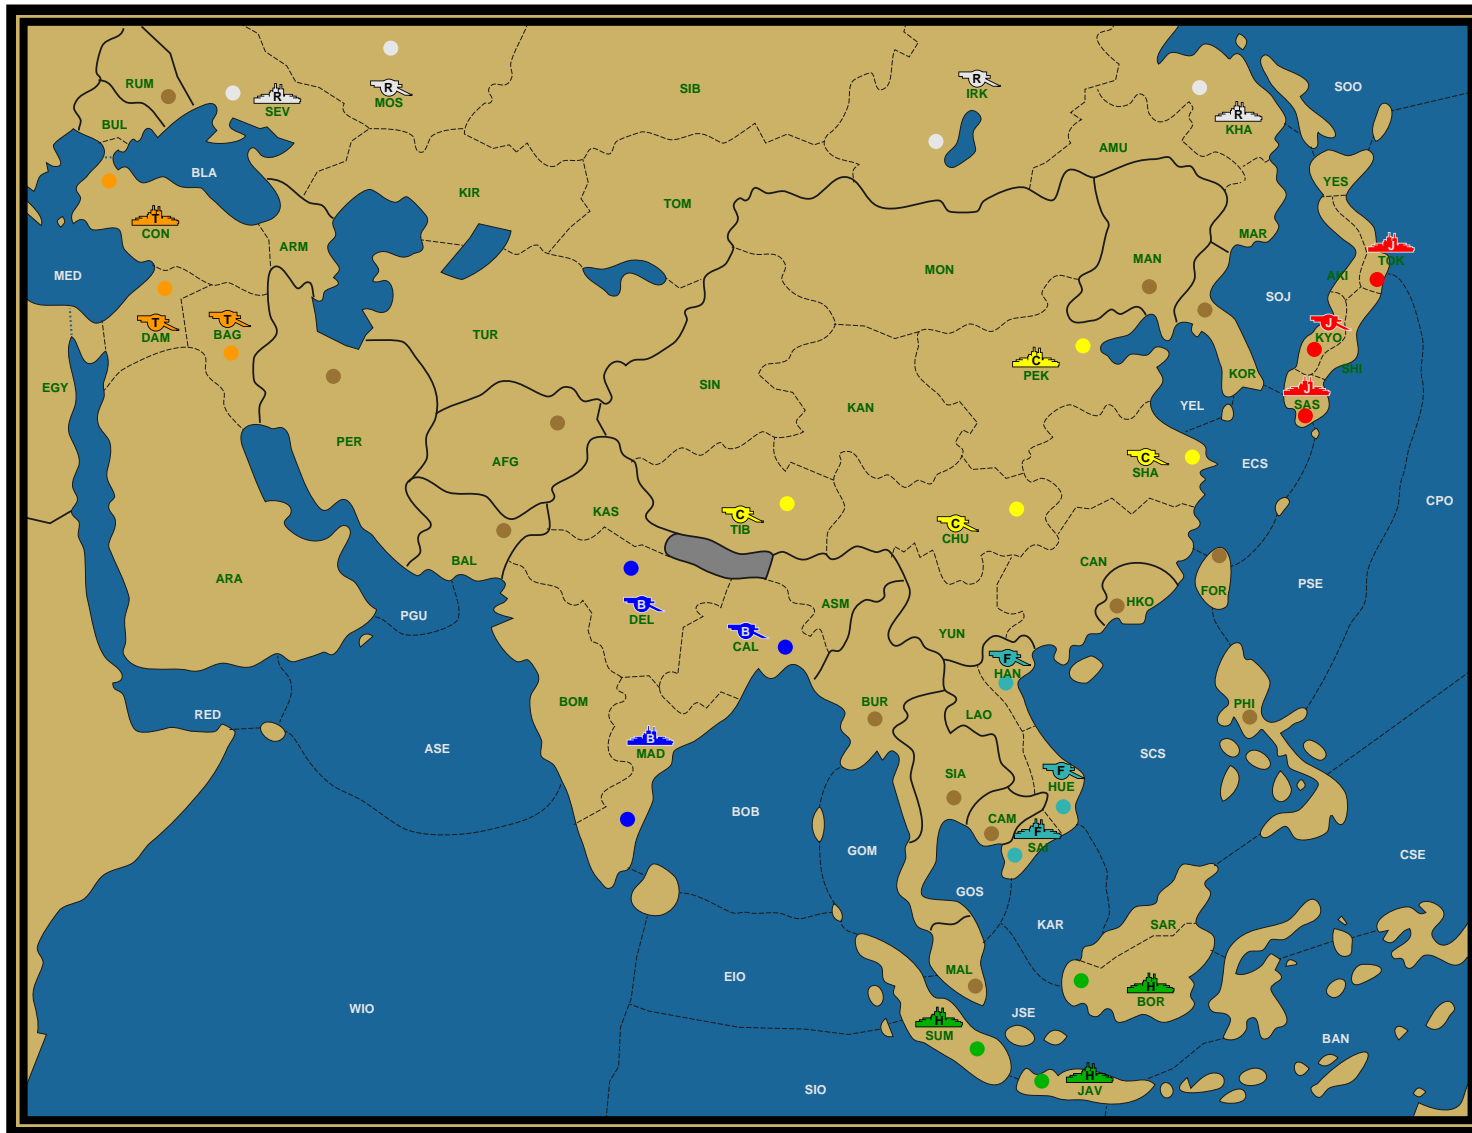 SOO
RUM
R
SEV
R
MOS
SIB
R
IRK
R
KHA
BUL
AMU
BLA
YES
KIR
TOM
T
CON
ARM
MAR
MED
MON
MAN
J
TOK
AKI
SOJ
T
DAM
T
BAG
TUR
J
KYO
SHI
EGY
C
PEK
KOR
SIN
KAN
YEL
J
SAS
PER
AFG
C
SHA
ECS
CPO
KAS
C
TIB
C
CHU
BAL
CAN
ARA
PSE
FOR
PGU
B
DEL
ASM
HKO
B
CAL
YUN
F
HAN
BOM
BUR
LAO
PHI
RED
ASE
B
MAD
SCS
SIA
F
HUE
BOB
CAM
F
SAI
GOM
CSE
GOS
KAR
SAR
EIO
MAL
H
BOR
WIO
JSE
H
SUM
BAN
SIO
H
JAV